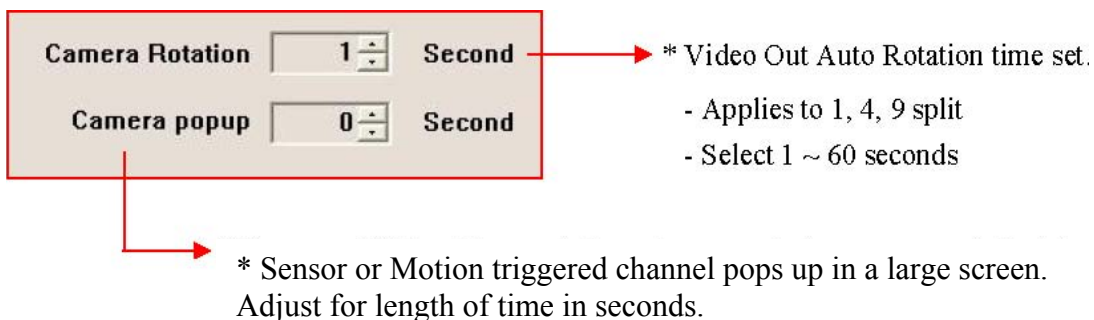 Camera Rotation 1 Second
* Video Out Auto Rotation time set.
- Applies to 1, 4, 9 split
Camera popup 0 Second
- Select 1 ~ 60 seconds
* Sensor or Motion triggered channel pops up in a large screen.
Adjust for length of time in seconds.